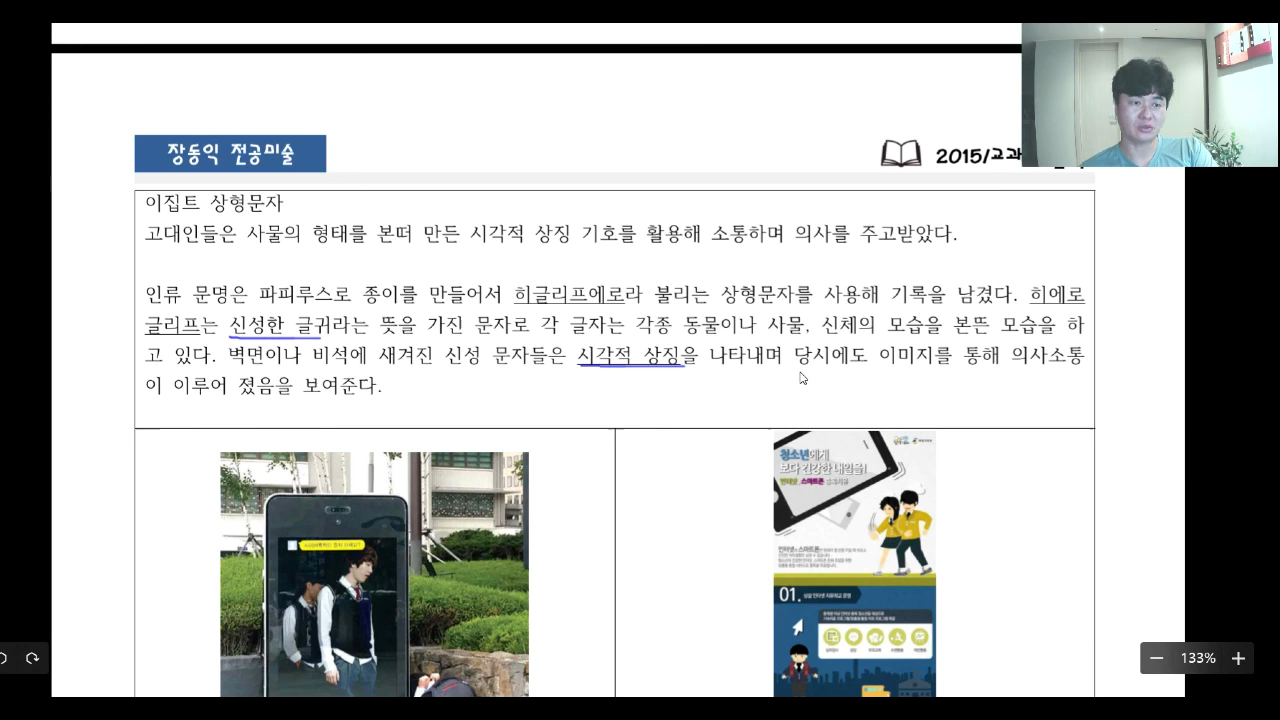 장동익 전공미술
2015/교과
이집트 상형문자
고대인들은 사물의 형태를 본떠 만든 시각적 상징 기호를 활용해 소통하며 의사를 주고받았다.
인류 문명은 파피루스로 종이를 만들어서 히글리프에로라 불리는 상형문자를 사용해 기록을 남겼다. 히에로
글리프는 신성한 글귀라는 뜻을 가진 문자로 각 글자는 각종 동물이나 사물, 신체의 모습을 본뜬 모습을 하
고 있다. 벽면이나 비석에 새겨진 신성 문자들은 시각적 상징을 나타내며 당시에도 이미지를 통해 의사소통
이 이루어 졌음을 보여준다.
청소년에게
보다 건강한 내일을!
인터넷, 스마트폰
01.
133%